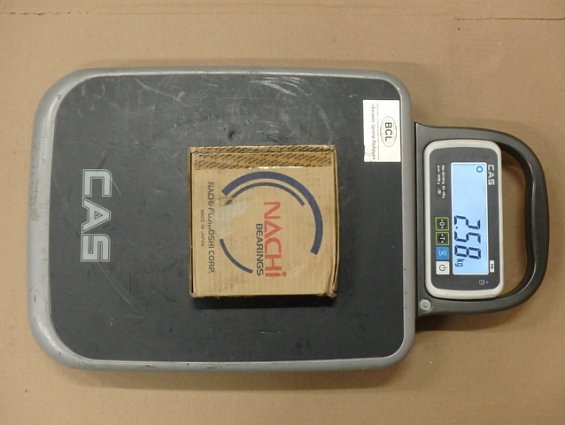 CAS
BCL
NACHi
BEARINGS
NACHI-FUJIKOSHI CORP.
MADE IN JAPAN
CAS
2.58 kg